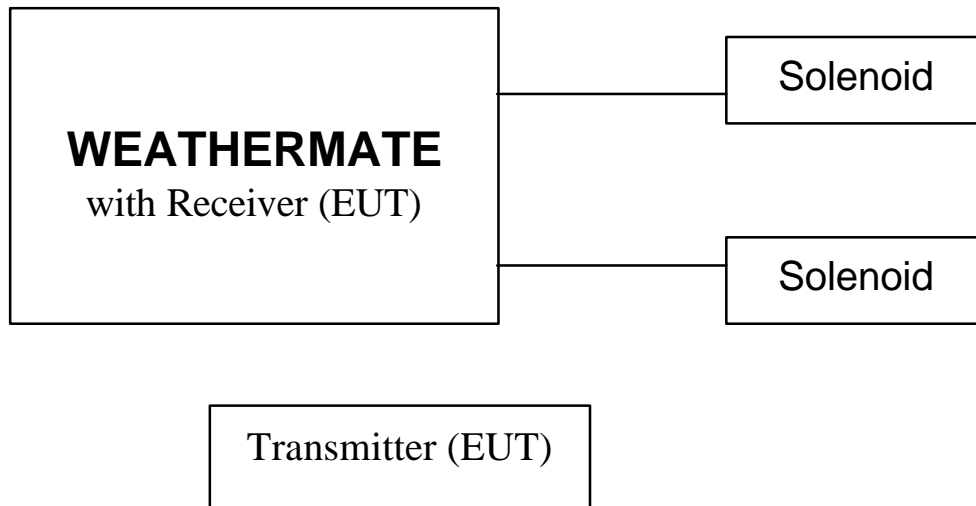 WEATHERMATE
with Receiver (EUT)
Solenoid
Solenoid
Transmitter (EUT)